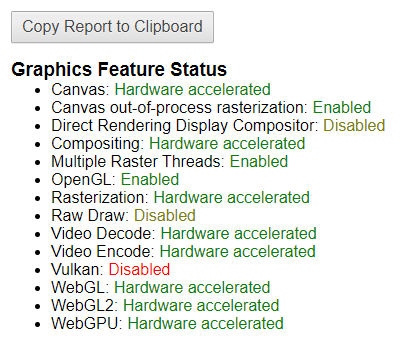 Copy Report to Clipboard
Graphics Feature Status
Canvas: Hardware accelerated
Canvas out-of-process rasterization: Enabled
Direct Rendering Display Compositor: Disabled
Compositing: Hardware accelerated
Multiple Raster Threads: Enabled
OpenGL: Enabled
Rasterization: Hardware accelerated
Raw Draw: Disabled
Video Decode: Hardware accelerated
Video Encode: Hardware accelerated
Vulkan: Disabled
WebGL: Hardware accelerated
WebGL2: Hardware accelerated
WebGPU: Hardware accelerated